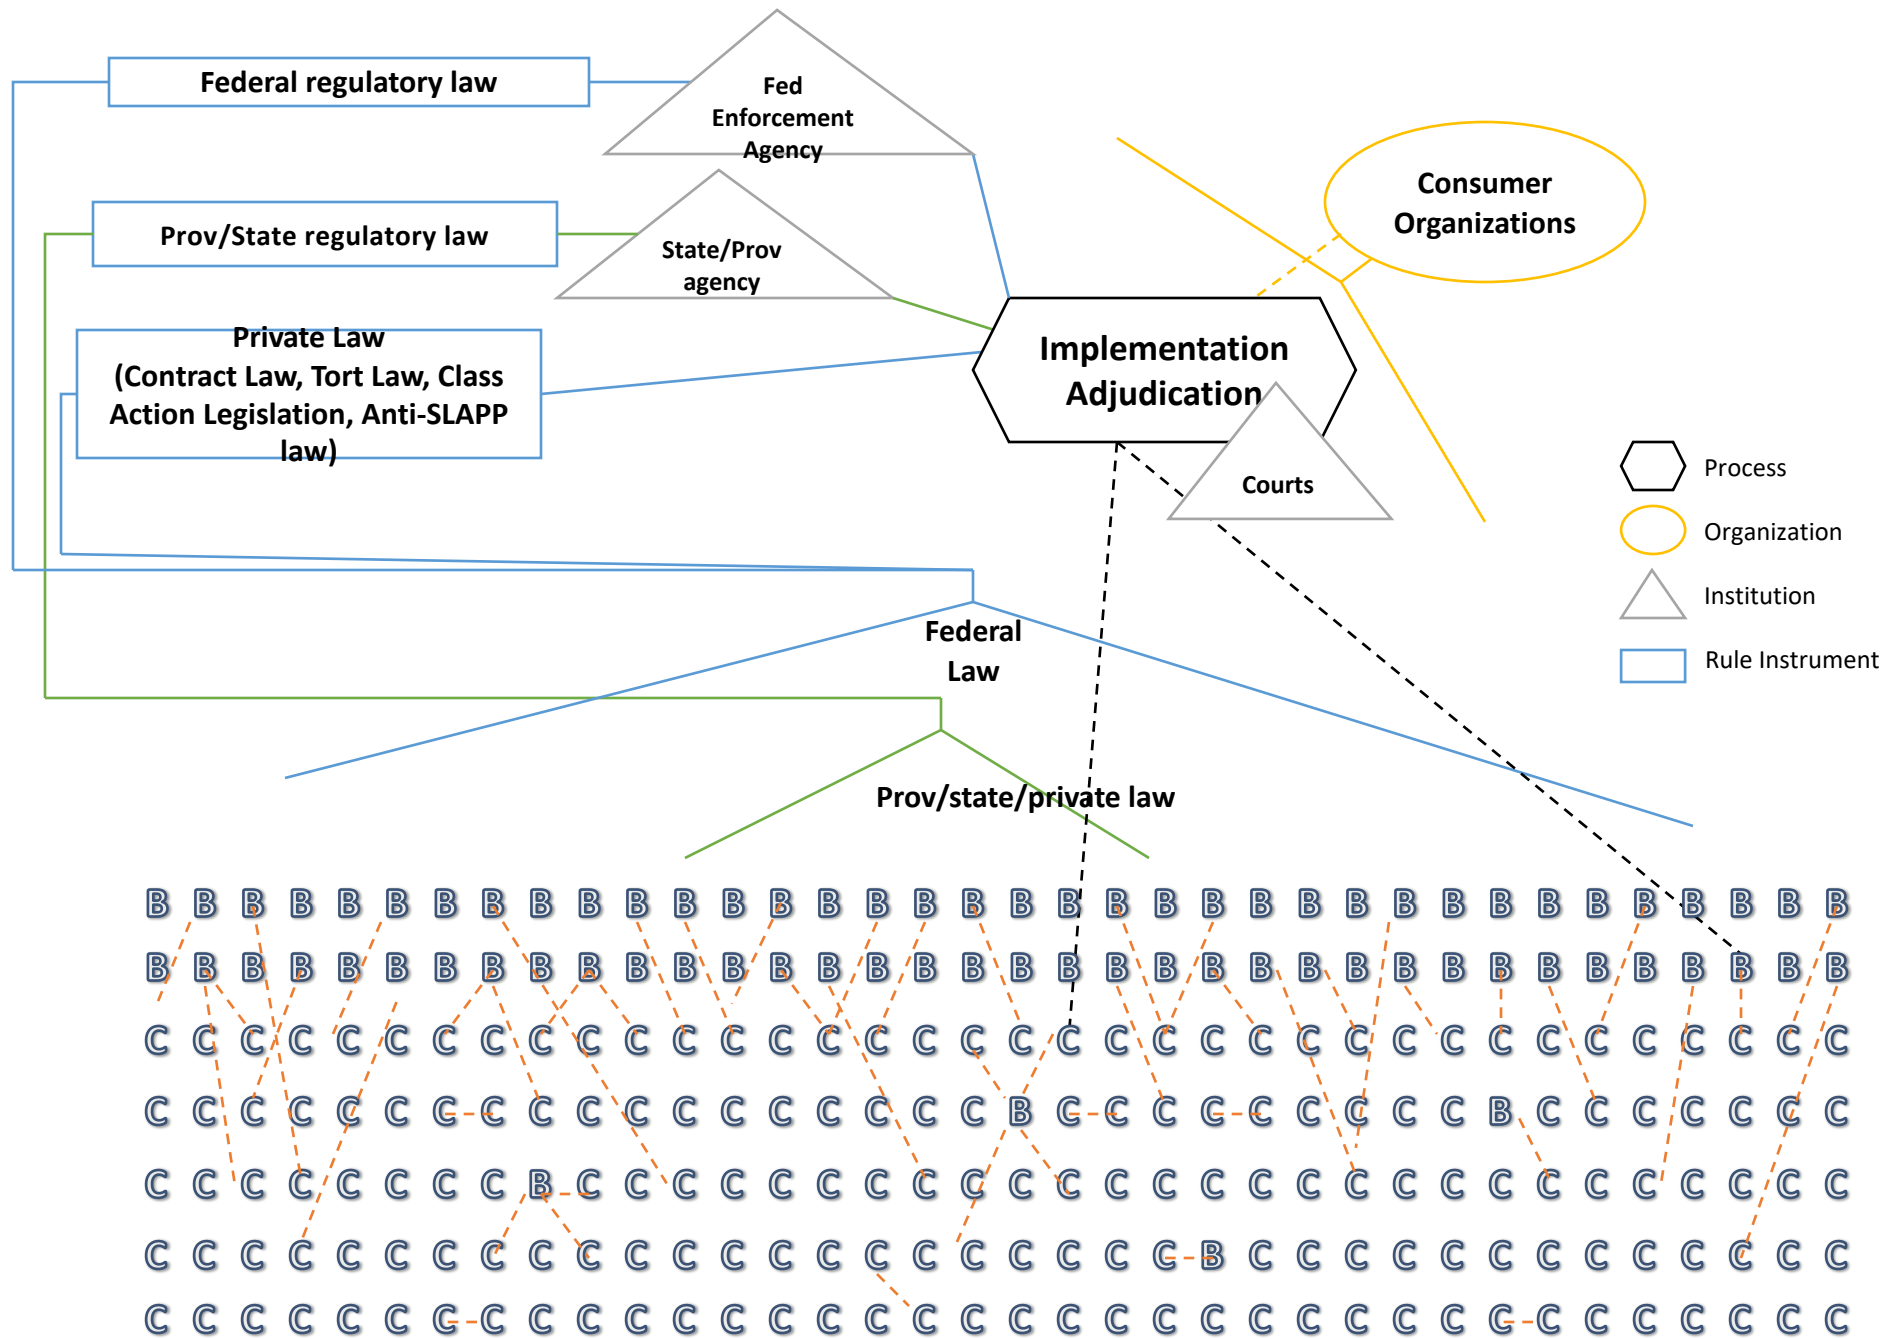 Federal regulatory law
Fed
Enforcement
Agency
Prov/State regulatory law
State/Prov
agency
Private Law
(Contract Law, Tort Law, Class
Action Legislation, Anti-SLAPP
law)
Consumer
Organizations
Implementation
Adjudication
Courts
Process
Organization
Institution
Rule Instrument
Federal
Law
Prov/state/private law
B B B B B B B B B B B B B B B B B B B B B B B B B B B B B B B B B B B B
B B B B B B B B B B B B B B B B B B B B B B B B B B B B B B B B B B B B
C C C C C C C C C C C C C C C C C C C C C C C C C C C C C C C C C C C C
C C C C C C C C C C C C C C C C C C B C C C C C C C C C B C C C C C C C
C C C C C C C C B C C C C C C C C C C C C C C C C C C C C C C C C C C C
C C C C C C C C C C C C C C C C C C C C C C B C C C C C C C C C C C C C
C C C C C C C C C C C C C C C C C C C C C C C C C C C C C C C C C C C C